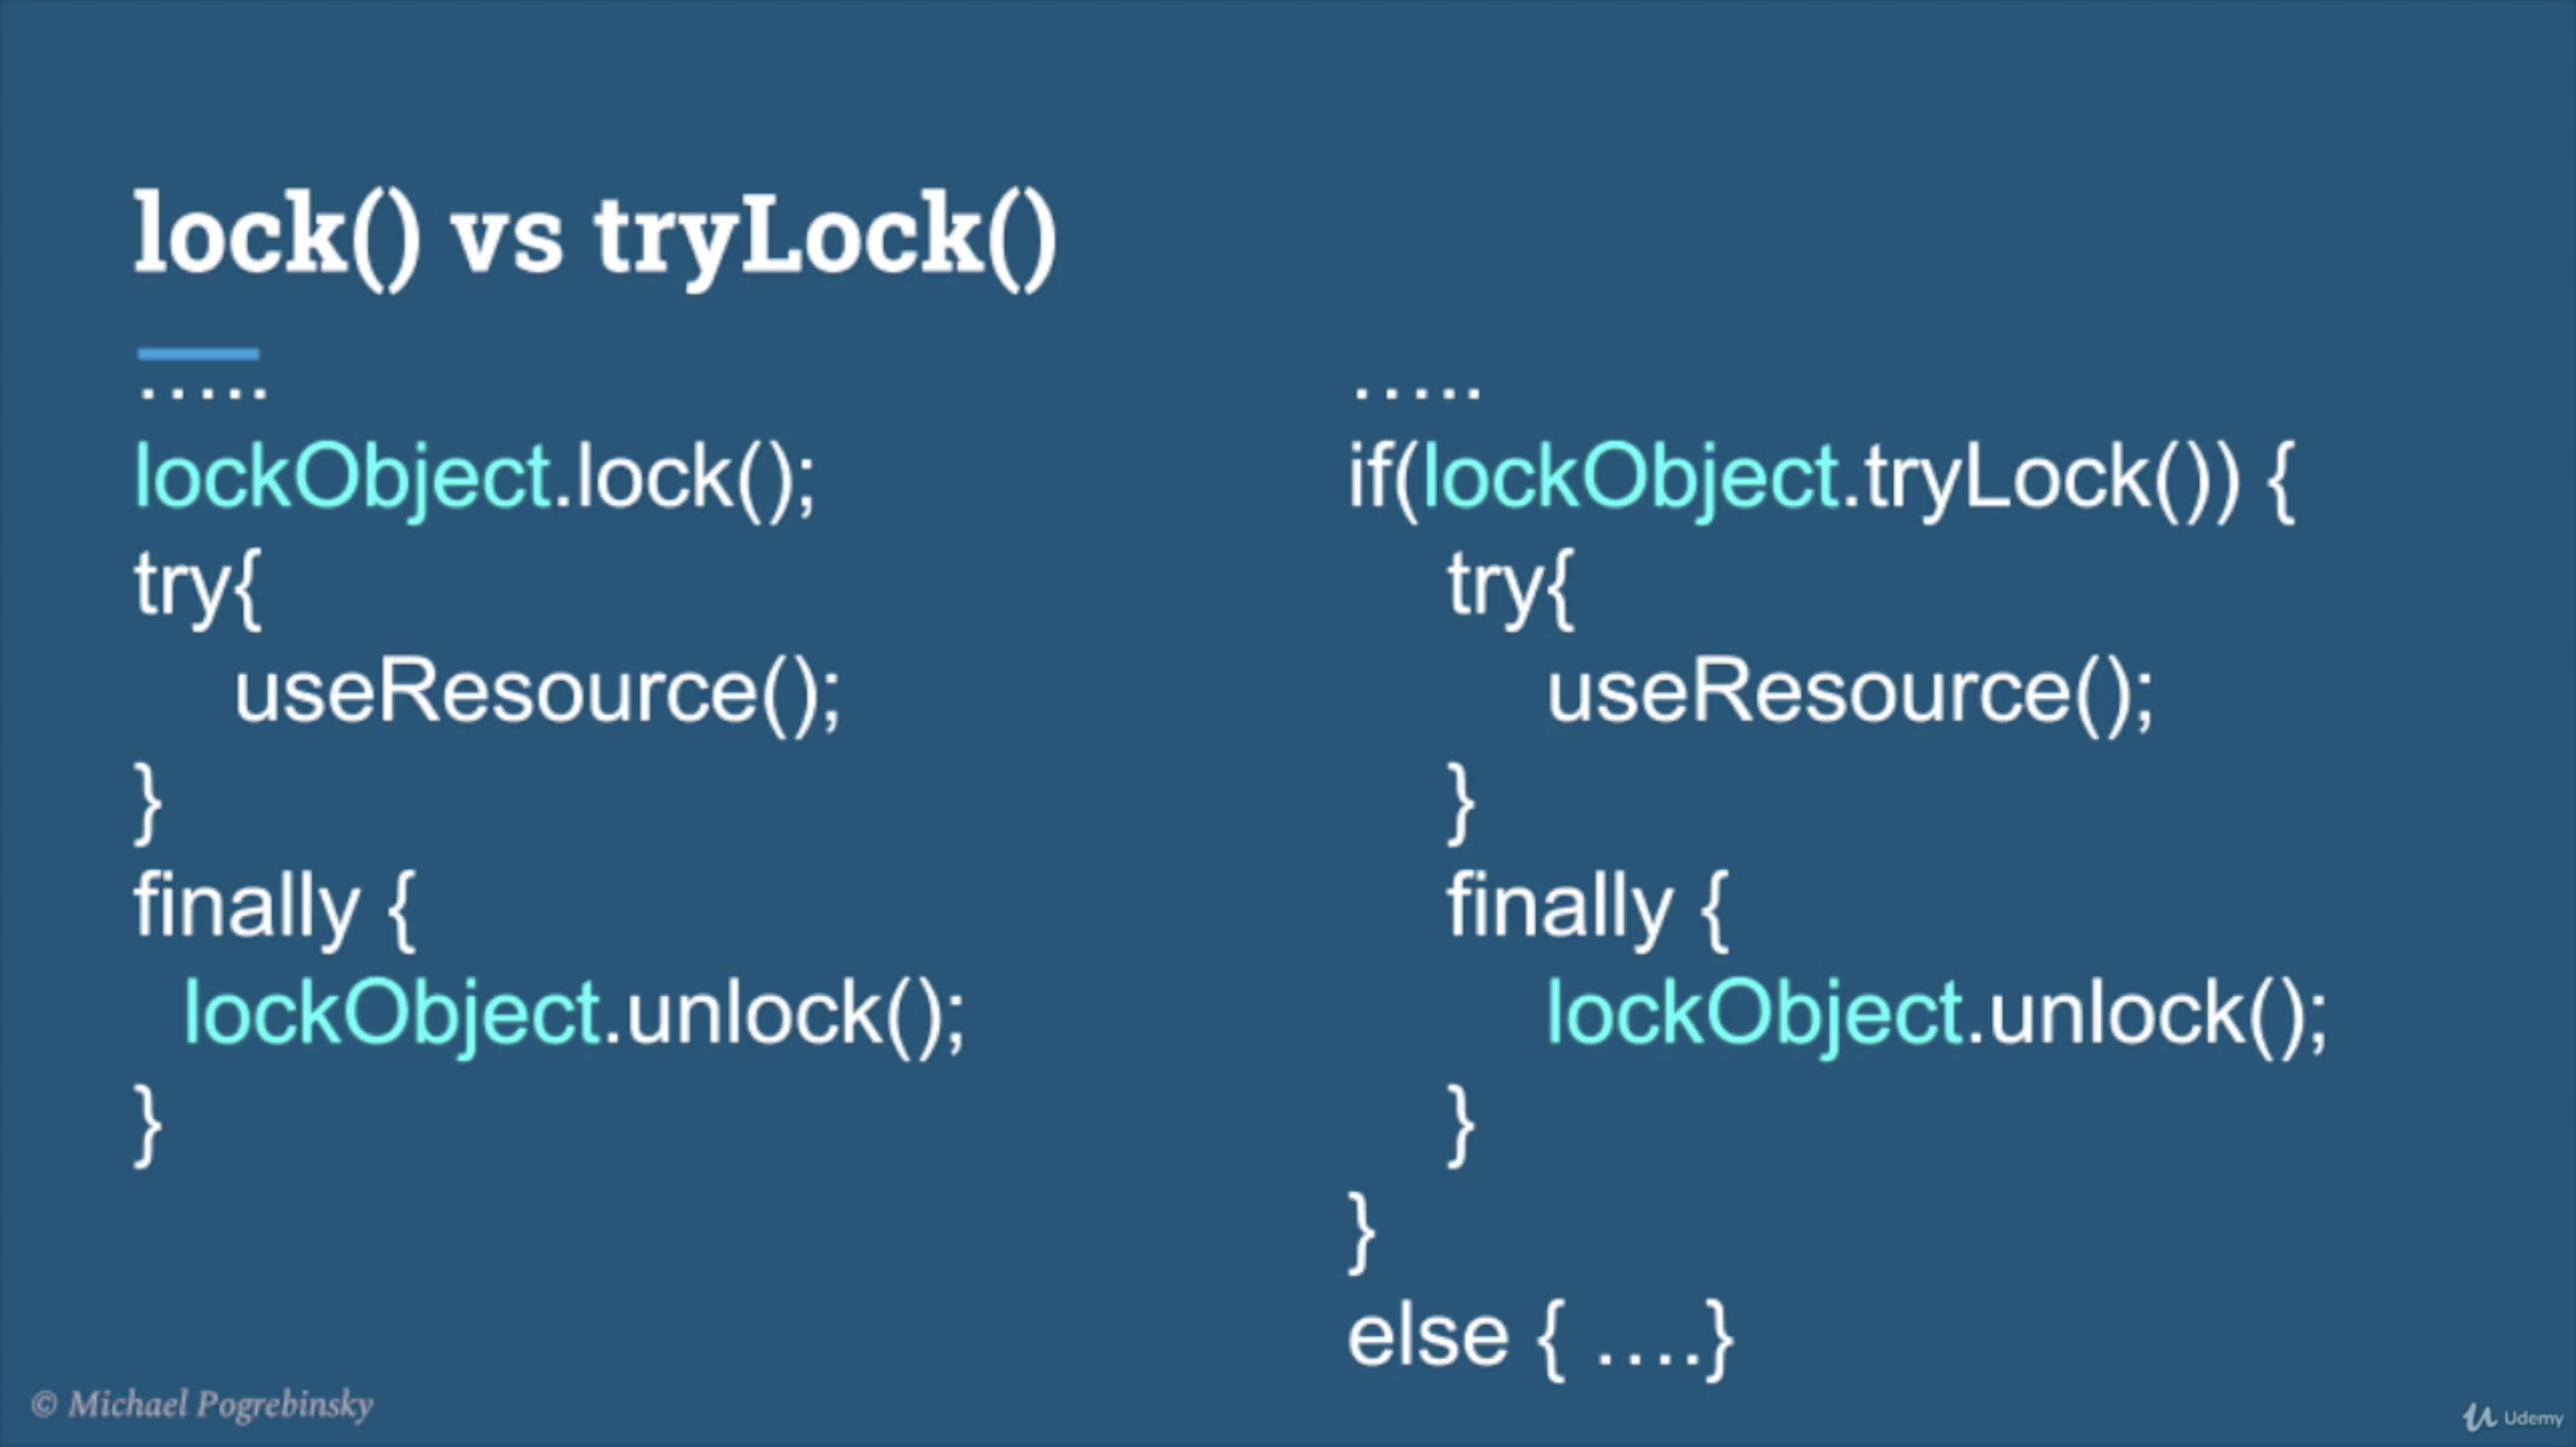 lock() vs tryLock()
.....
lockObject.lock();
try{
useResource();
}
finally {
lockObject.unlock();
}
.....
if(lockObject.tryLock()) {
try{
useResource();
}
finally {
lockObject.unlock();
}
}
else { ....}
© Michael Pogrebinsky
Udemy